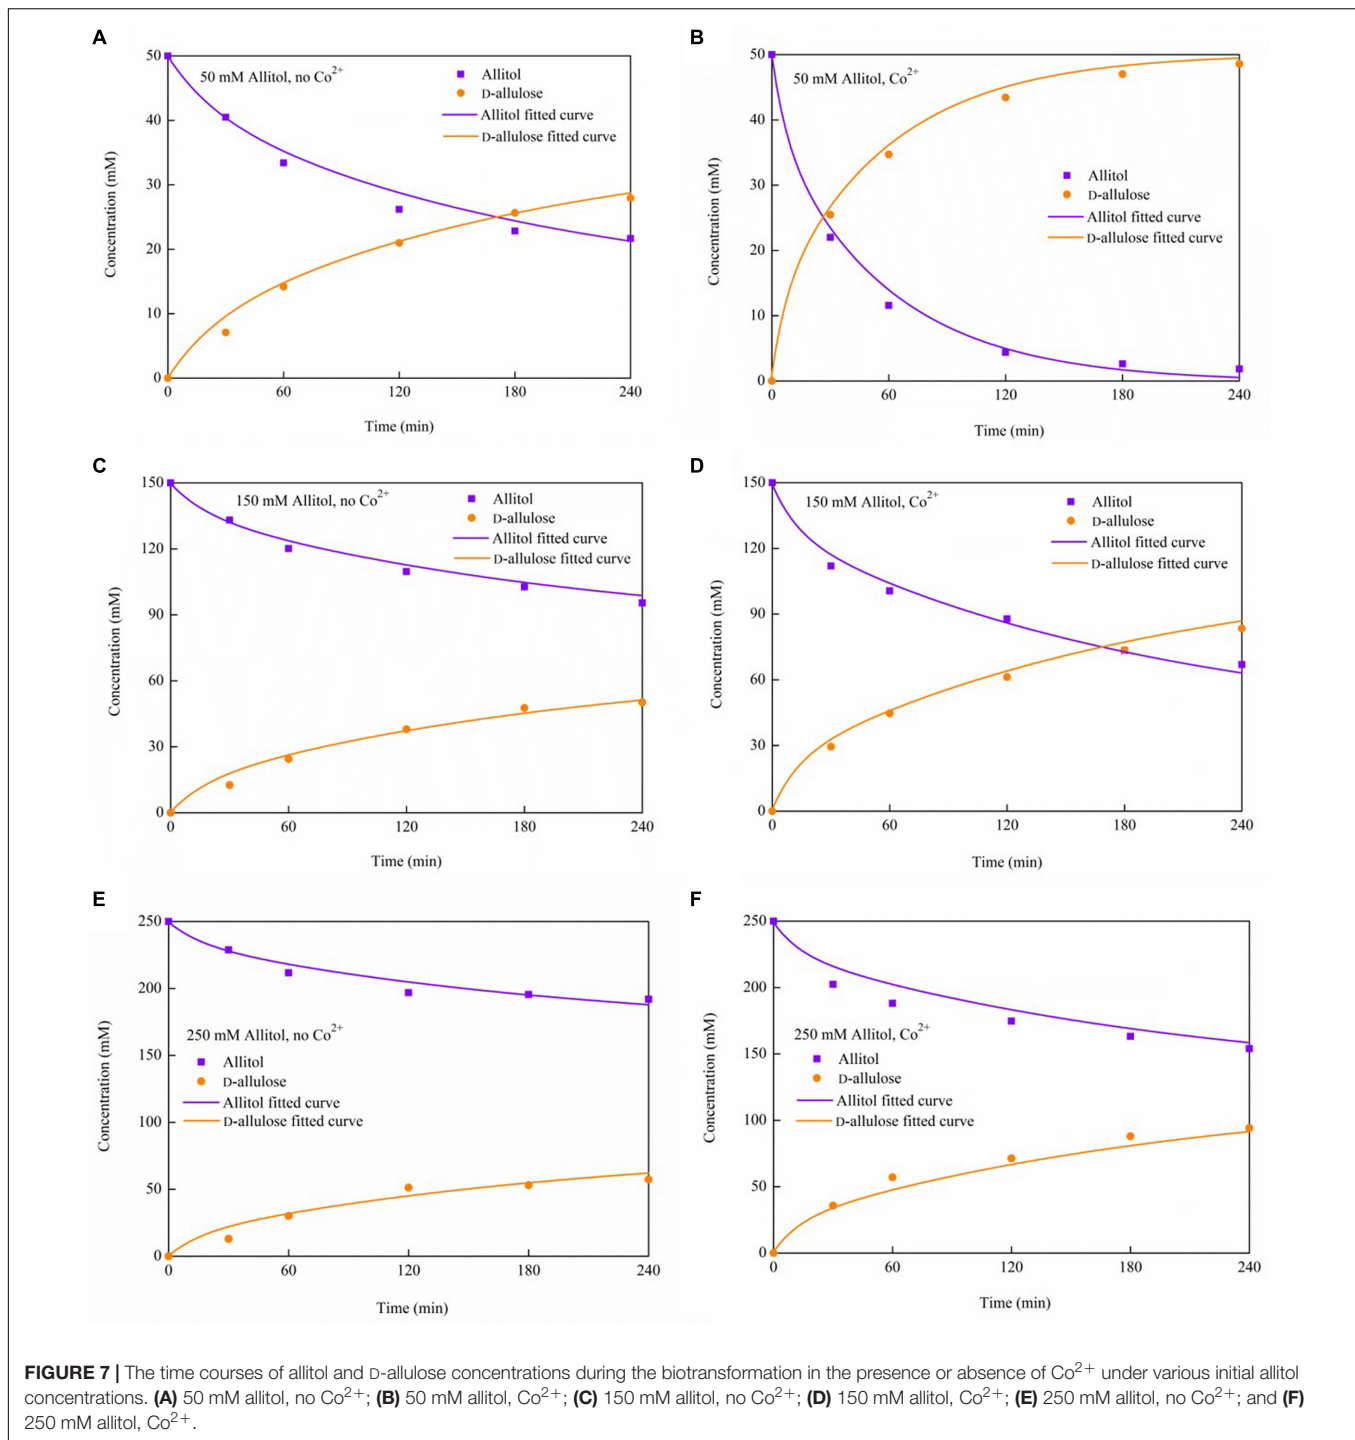 A
50 mM Allitol, no Co²⁺
Allitol
D-allulose
Allitol fitted curve
D-allulose fitted curve
Concentration (mM)
50
40
30
20
10
0
0 60 120 180 240
Time (min)
B
50 mM Allitol, Co²⁺
Allitol
D-allulose
Allitol fitted curve
D-allulose fitted curve
Concentration (mM)
50
40
30
20
10
0
0 60 120 180 240
Time (min)
C
150 mM Allitol, no Co²⁺
Allitol
D-allulose
Allitol fitted curve
D-allulose fitted curve
Concentration (mM)
150
120
90
60
30
0
0 60 120 180 240
Time (min)
D
150 mM Allitol, Co²⁺
Allitol
D-allulose
Allitol fitted curve
D-allulose fitted curve
Concentration (mM)
150
120
90
60
30
0
0 60 120 180 240
Time (min)
E
250 mM Allitol, no Co²⁺
Allitol
D-allulose
Allitol fitted curve
D-allulose fitted curve
Concentration (mM)
250
200
150
100
50
0
0 60 120 180 240
Time (min)
F
250 mM Allitol, Co²⁺
Allitol
D-allulose
Allitol fitted curve
D-allulose fitted curve
Concentration (mM)
250
200
150
100
50
0
0 60 120 180 240
Time (min)
FIGURE 7 | The time courses of allitol and D-allulose concentrations during the biotransformation in the presence or absence of Co²⁺ under various initial allitol
concentrations. (A) 50 mM allitol, no Co²⁺; (B) 50 mM allitol, Co²⁺; (C) 150 mM allitol, no Co²⁺; (D) 150 mM allitol, Co²⁺; (E) 250 mM allitol, no Co²⁺; and (F)
250 mM allitol, Co²⁺.